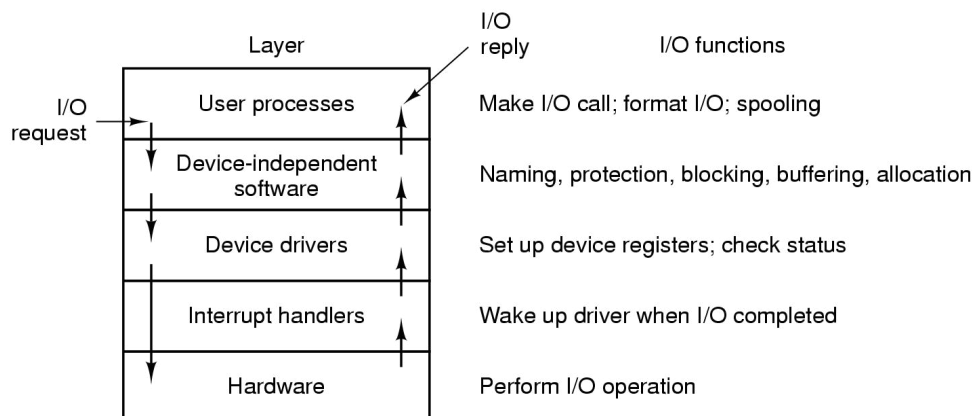 I/O
reply
Layer
I/O functions
I/O
request
User processes
Make I/O call; format I/O; spooling
Device-independent
software
Naming, protection, blocking, buffering, allocation
Device drivers
Set up device registers; check status
Interrupt handlers
Wake up driver when I/O completed
Hardware
Perform I/O operation